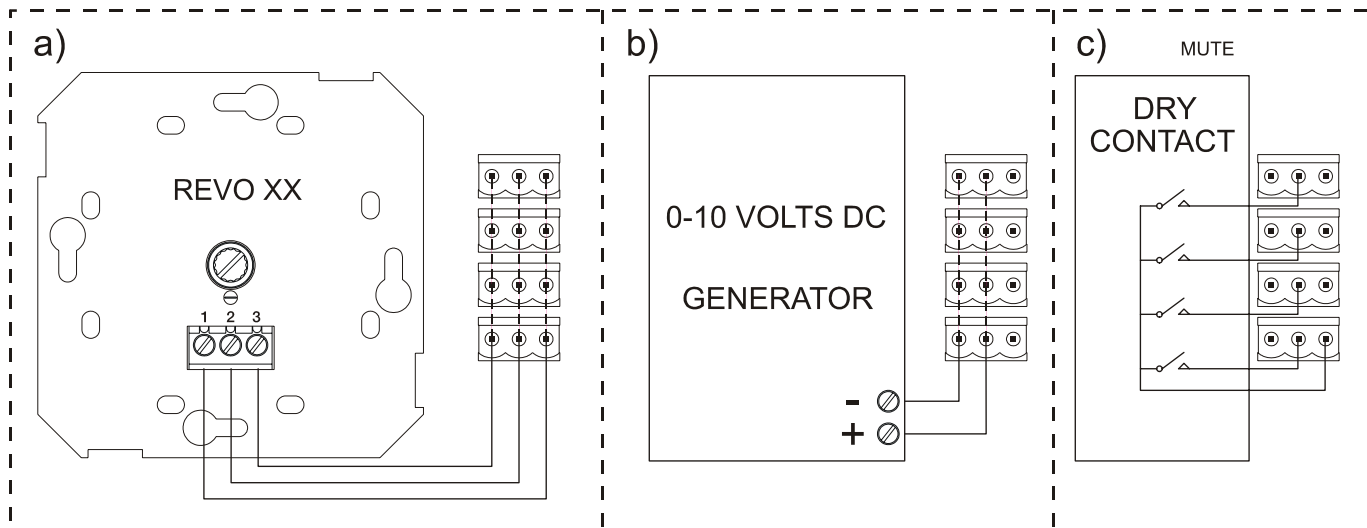 a)
REVO XX
1 2 3
b)
0-10 VOLTS DC
GENERATOR
-
+
c)
MUTE
DRY
CONTACT